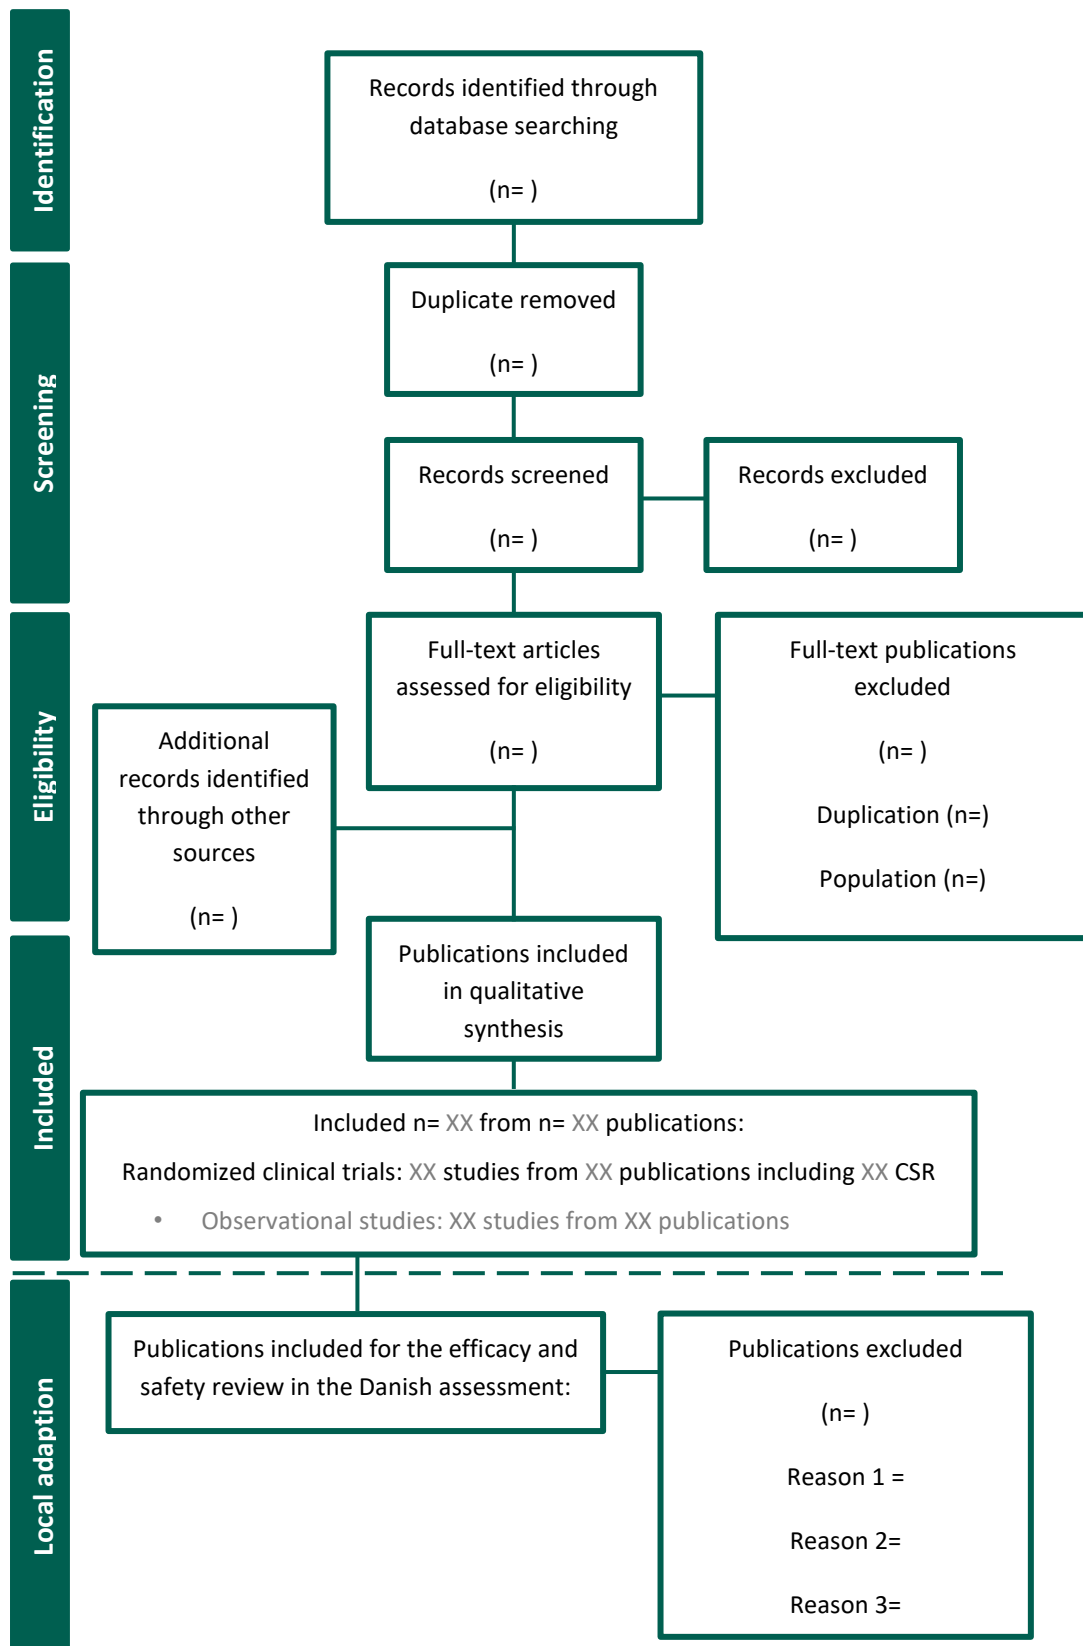 Identification
Records identified through
database searching
(n= )
Screening
Duplicate removed
(n= )
Records screened
(n= )
Records excluded
(n= )
Eligibility
Full-text articles
assessed for eligibility
(n= )
Full-text publications
excluded
(n= )
Duplication (n=)
Population (n=)
Additional
records identified
through other
sources
(n= )
Included
Publications included
in qualitative
synthesis
Included n= XX from n= XX publications:
Randomized clinical trials: XX studies from XX publications including XX CSR
• Observational studies: XX studies from XX publications
Local adaption
Publications included for the efficacy and
safety review in the Danish assessment:
Publications excluded
(n= )
Reason 1 =
Reason 2=
Reason 3=